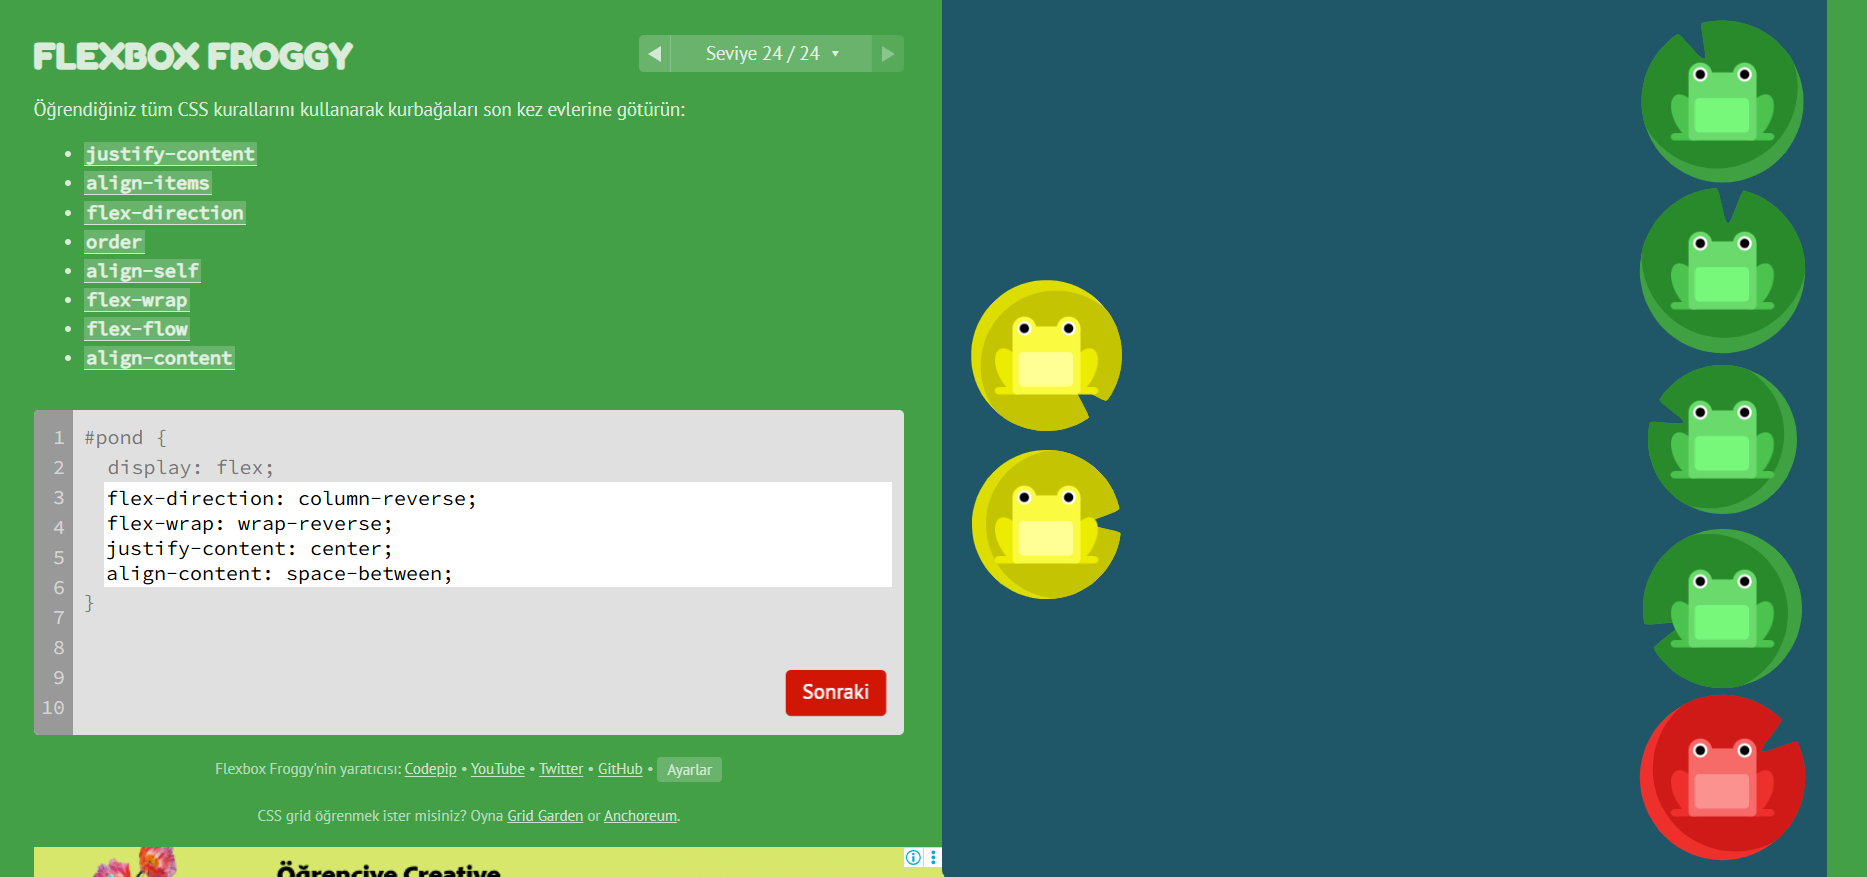 FLEXBOX FROGGY
Seviye 24 / 24
Öğrendiğiniz tüm CSS kurallarını kullanarak kurbağaları son kez evlerine götürün:
justify-content
align-items
flex-direction
order
align-self
flex-wrap
flex-flow
align-content
1 #pond {
2 display: flex;
3 flex-direction: column-reverse;
4 flex-wrap: wrap-reverse;
5 justify-content: center;
6 align-content: space-between;
7 }
8
9
10
Sonraki
Flexbox Froggy'nin yaratıcısı: Codepip • YouTube • Twitter • GitHub • Ayarlar
CSS grid öğrenmek ister misiniz? Oyna Grid Garden or Anchoreum.
Öğrenciye Creative